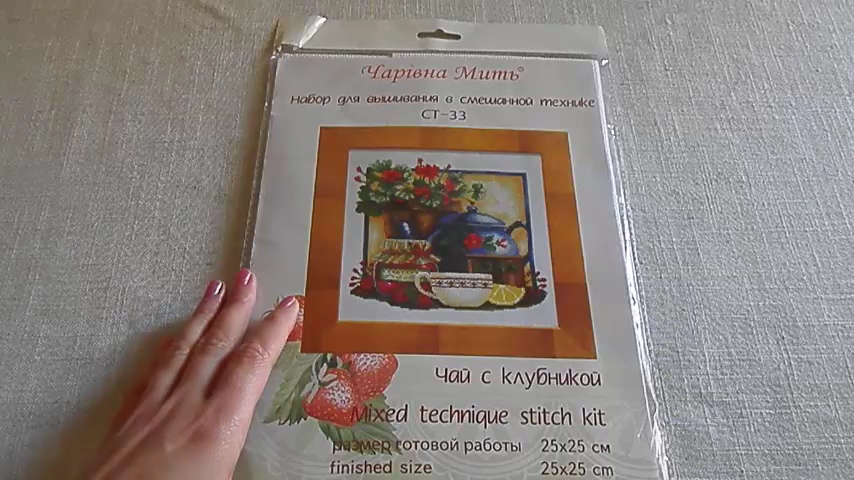 Чарівна Мить®
Набор для вышивания в смешанной технике
СТ-33
Чай с клубникой
Mixed technique stitch kit
размер готовой работы 25x25 см
finished size 25x25 cm